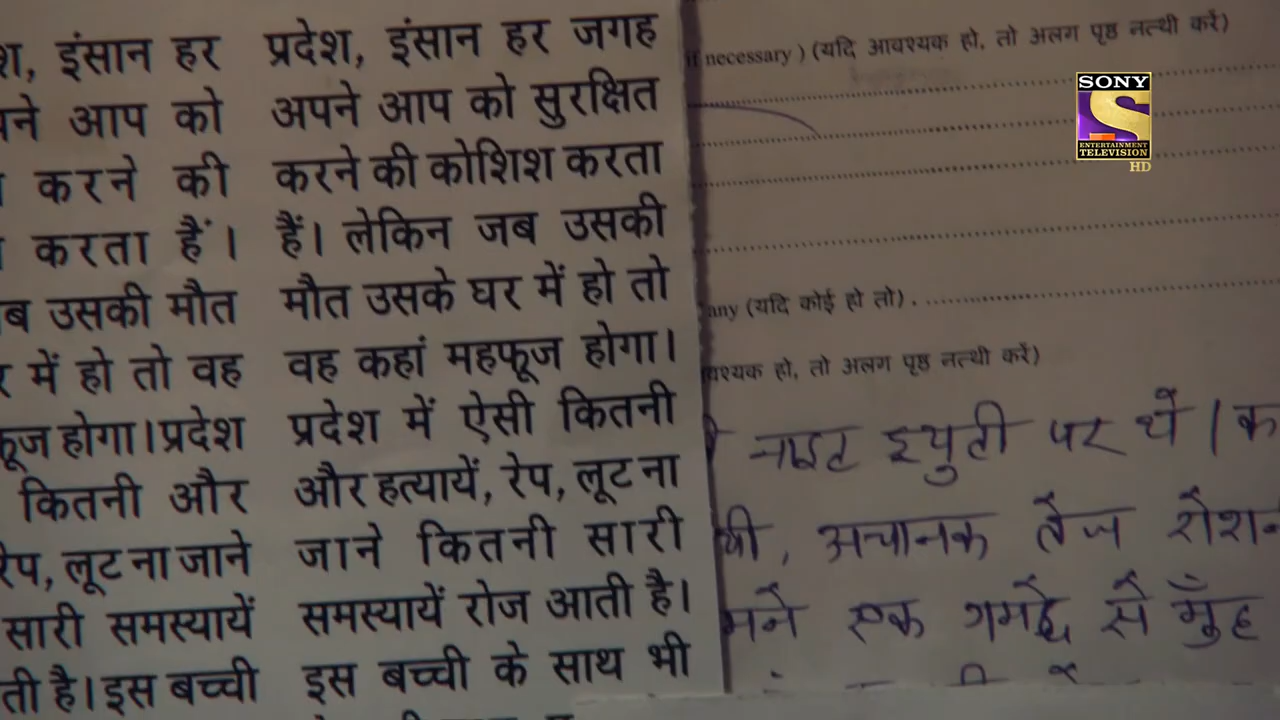 श, इंसान हर
आप को
करने की
करता हैं।
उसकी मौत
में हो तो वह
होगा।प्रदेश
कितनी और
रेप, लूट ना जाने
सारी समस्यायें
ती है।इस बच्ची
प्रदेश, इंसान हर जगह
अपने आप को सुरक्षित
करने की कोशिश करता
हैं। लेकिन जब उसकी
मौत उसके घर में हो तो
वह कहां महफूज होगा।
प्रदेश में ऐसी कितनी
और हत्यायें, रेप, लूट ना
जाने कितनी सारी
समस्यायें रोज आती है।
इस बच्ची के साथ भी
if necessary ) (यदि आवश्यक हो, तो अलग पृष्ठ नत्थी करें)
any (यदि कोई हो तो) .
हो, तो अलग पृष्ठ नत्थी करें)
नाइट ड्युटी पर थे।
थी, अचानक तेज
एक गमछे से मुँह
SONY
ENTERTAINMENT
TELEVISION
HD